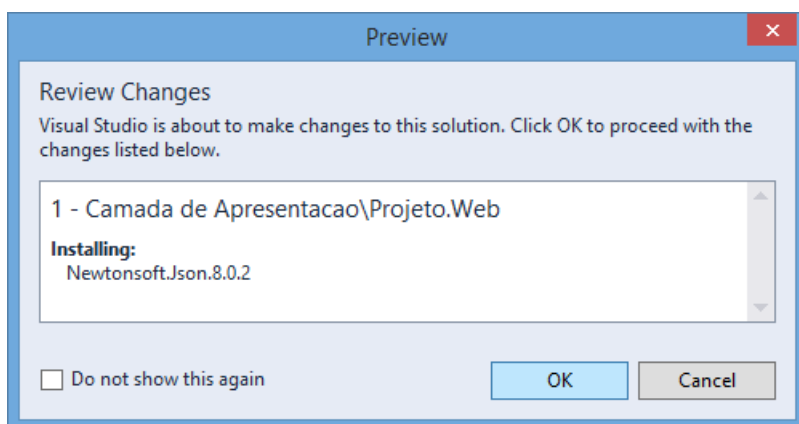 Preview
Review Changes
Visual Studio is about to make changes to this solution. Click OK to proceed with the
changes listed below.
1 - Camada de Apresentacao\Projeto.Web
Installing:
Newtonsoft.Json.8.0.2
Do not show this again
OK
Cancel